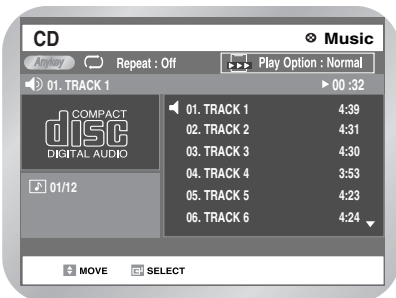 CD
Music
Anykey Repeat : Off Play Option : Normal
01. TRACK 1 00 :32
COMPACT
disc
DIGITAL AUDIO
01/12
01. TRACK 1 4:39
02. TRACK 2 4:31
03. TRACK 3 4:30
04. TRACK 4 3:53
05. TRACK 5 4:23
06. TRACK 6 4:24
MOVE SELECT